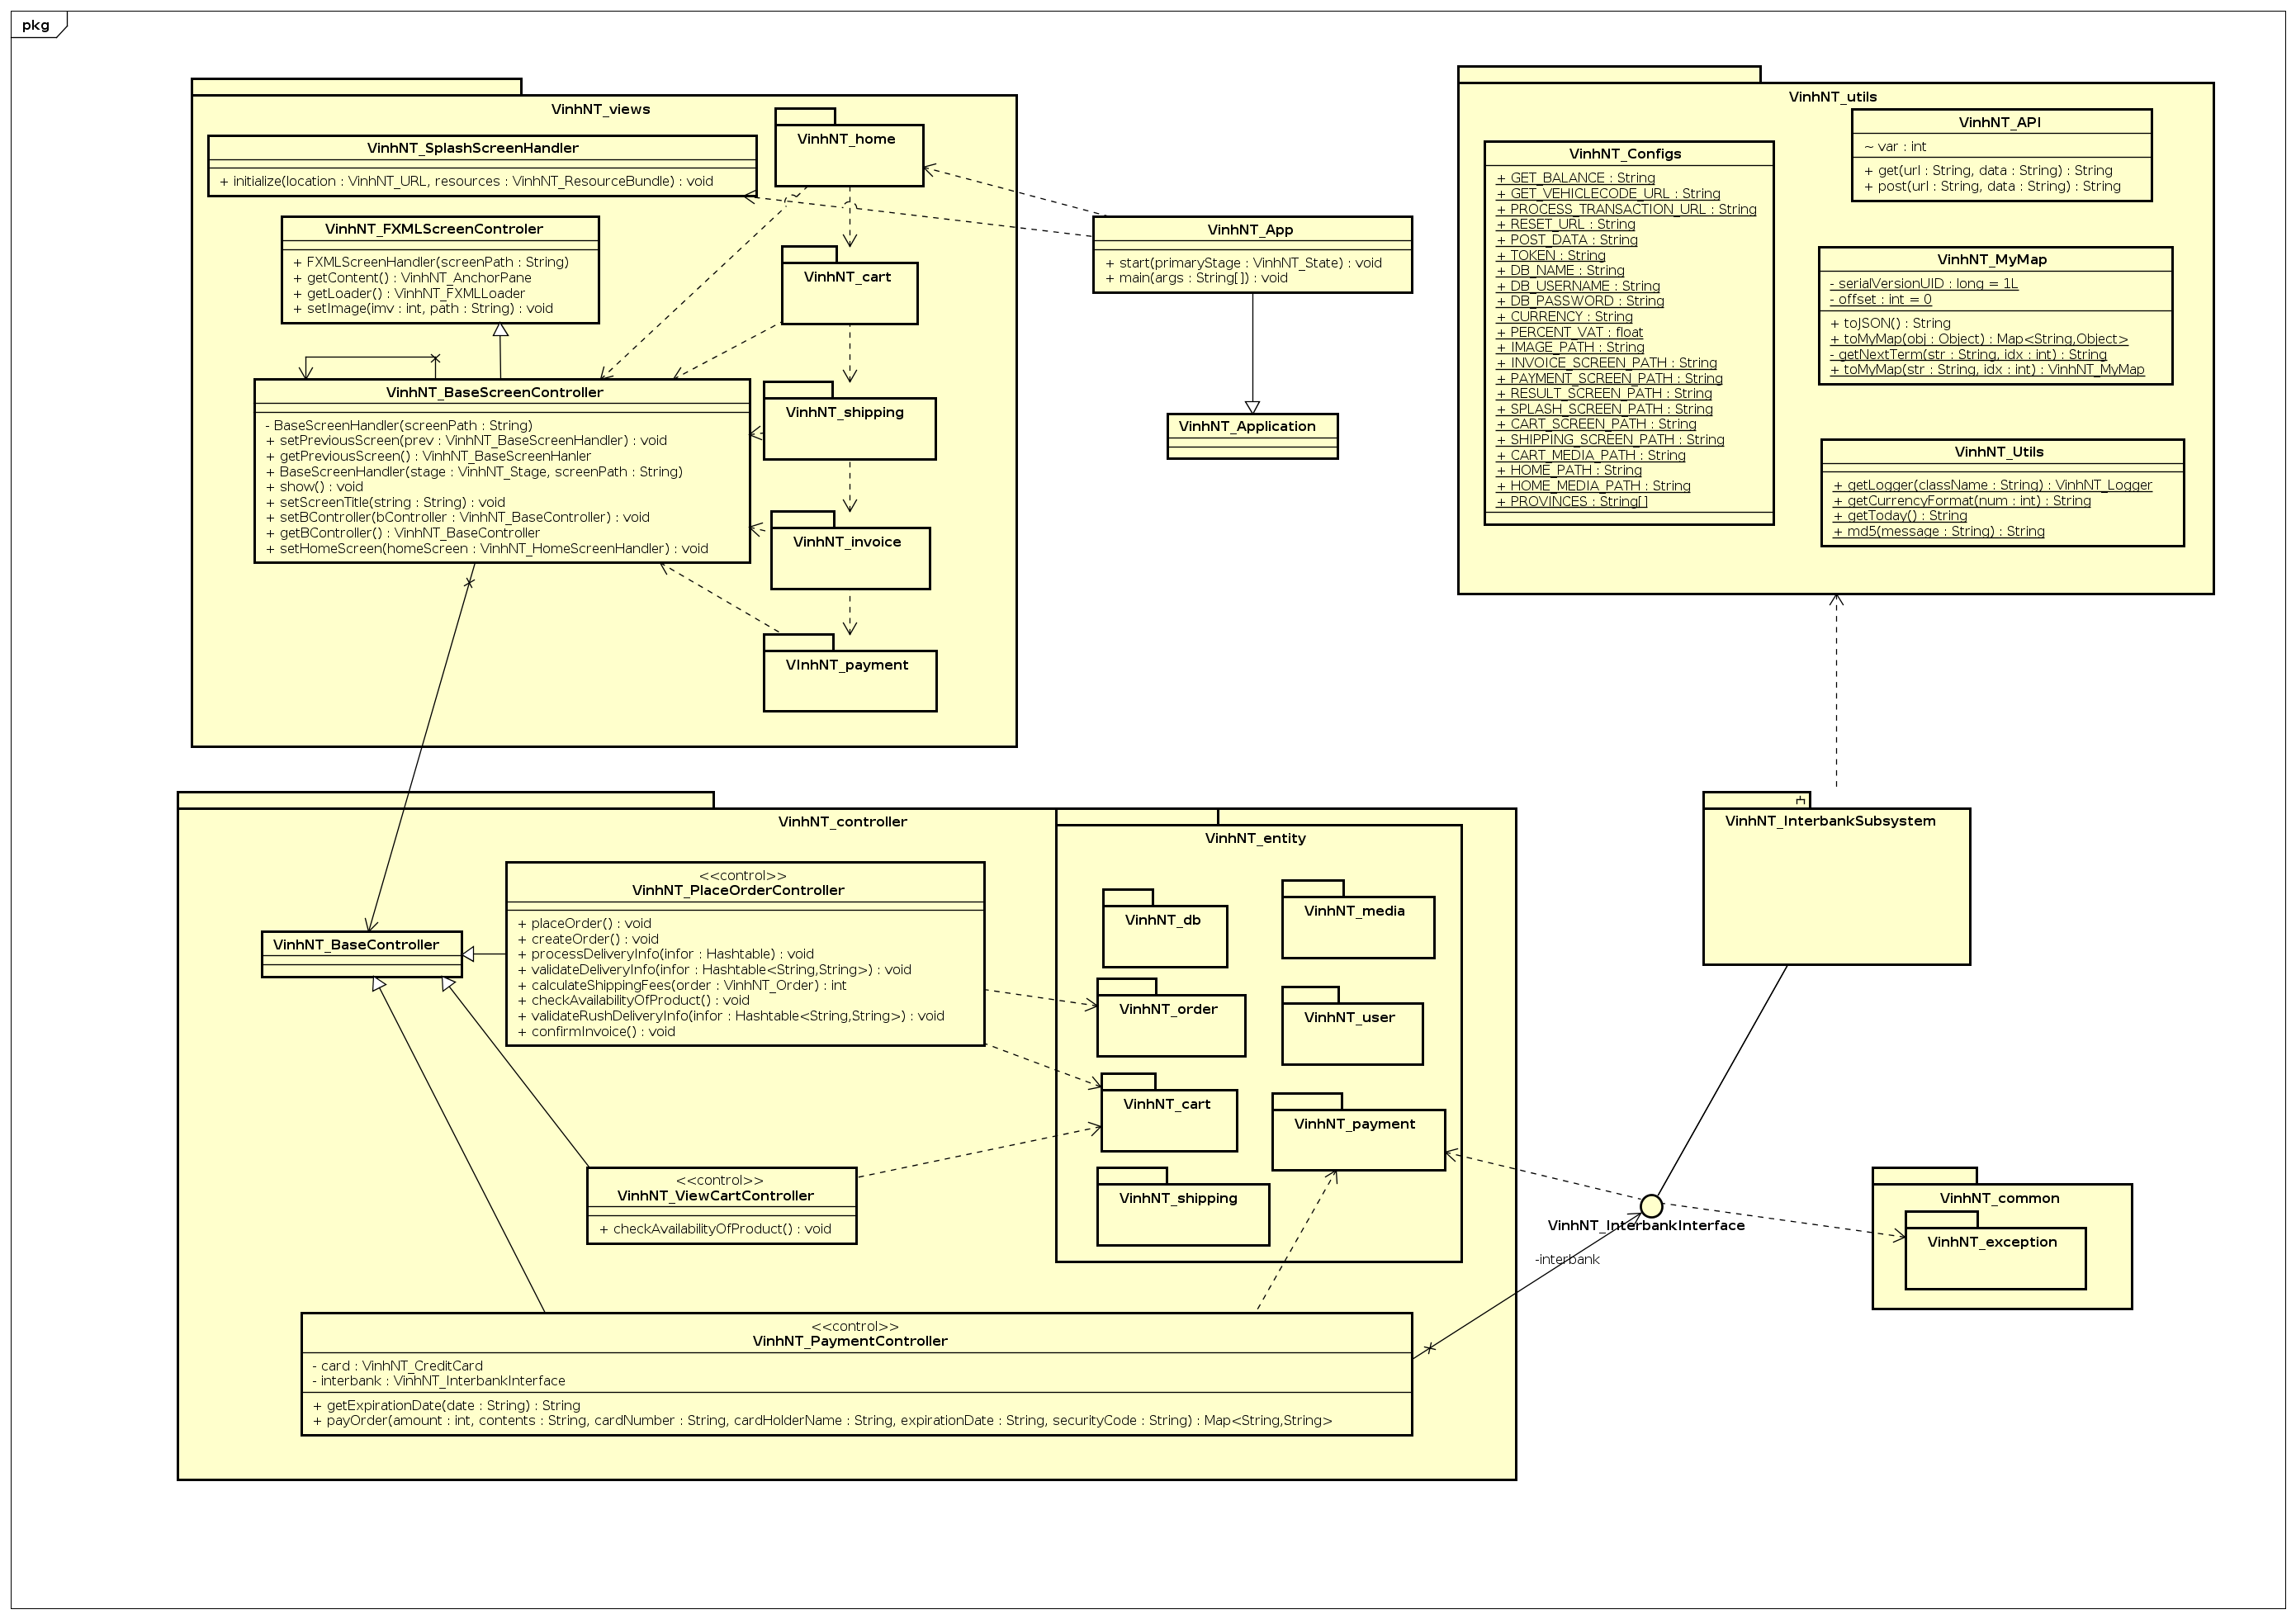 pkg
VinhNT_views
VinhNT_SplashScreenHandler
+ initialize(location : VinhNT_URL, resources : VinhNT_ResourceBundle) : void
VinhNT_FXMLScreenControler
+ FXMLScreenHandler(screenPath : String)
+ getContent() : VinhNT_AnchorPane
+ getLoader() : VinhNT_FXMLLoader
+ setImage(imv : int, path : String) : void
VinhNT_BaseScreenController
- BaseScreenHandler(screenPath : String)
+ setPreviousScreen(prev : VinhNT_BaseScreenHandler) : void
+ getPreviousScreen() : VinhNT_BaseScreenHanler
+ BaseScreenHandler(stage : VinhNT_Stage, screenPath : String)
+ show() : void
+ setScreenTitle(string : String) : void
+ setBController(bController : VinhNT_BaseController) : void
+ getBController() : VinhNT_BaseController
+ setHomeScreen(homeScreen : VinhNT_HomeScreenHandler) : void
VinhNT_home
VinhNT_cart
VinhNT_shipping
VinhNT_invoice
VInhNT_payment
VinhNT_App
+ start(primaryStage : VinhNT_State) : void
+ main(args : String[]) : void
VinhNT_Application
VinhNT_utils
VinhNT_Configs
+ GET_BALANCE : String
+ GET_VEHICLECODE_URL : String
+ PROCESS_TRANSACTION_URL : String
+ RESET_URL : String
+ POST_DATA : String
+ TOKEN : String
+ DB_NAME : String
+ DB_USERNAME : String
+ DB_PASSWORD : String
+ CURRENCY : String
+ PERCENT_VAT : float
+ IMAGE_PATH : String
+ INVOICE_SCREEN_PATH : String
+ PAYMENT_SCREEN_PATH : String
+ RESULT_SCREEN_PATH : String
+ SPLASH_SCREEN_PATH : String
+ CART_SCREEN_PATH : String
+ SHIPPING_SCREEN_PATH : String
+ CART_MEDIA_PATH : String
+ HOME_PATH : String
+ HOME_MEDIA_PATH : String
+ PROVINCES : String[]
VinhNT_API
~ var : int
+ get(url : String, data : String) : String
+ post(url : String, data : String) : String
VinhNT_MyMap
- serialVersionUID : long = 1L
- offset : int = 0
+ toJSON() : String
+ toMyMap(obj : Object) : Map<String,Object>
- getNextTerm(str : String, idx : int) : String
+ toMyMap(str : String, idx : int) : VinhNT_MyMap
VinhNT_Utils
+ getLogger(className : String) : VinhNT_Logger
+ getCurrencyFormat(num : int) : String
+ getToday() : String
+ md5(message : String) : String
VinhNT_controller
VinhNT_BaseController
<<control>>
VinhNT_PlaceOrderController
+ placeOrder() : void
+ createOrder() : void
+ processDeliveryInfo(infor : Hashtable) : void
+ validateDeliveryInfo(infor : Hashtable<String,String>) : void
+ calculateShippingFees(order : VinhNT_Order) : int
+ checkAvailabilityOfProduct() : void
+ validateRushDeliveryInfo(infor : Hashtable<String,String>) : void
+ confirmInvoice() : void
<<control>>
VinhNT_ViewCartController
+ checkAvailabilityOfProduct() : void
<<control>>
VinhNT_PaymentController
- card : VinhNT_CreditCard
- interbank : VinhNT_InterbankInterface
+ getExpirationDate(date : String) : String
+ payOrder(amount : int, contents : String, cardNumber : String, cardHolderName : String, expirationDate : String, securityCode : String) : Map<String,String>
VinhNT_entity
VinhNT_db
VinhNT_media
VinhNT_order
VinhNT_user
VinhNT_cart
VinhNT_payment
VinhNT_shipping
VinhNT_InterbankSubsystem
VinhNT_InterbankInterface
-interbank
VinhNT_common
VinhNT_exception